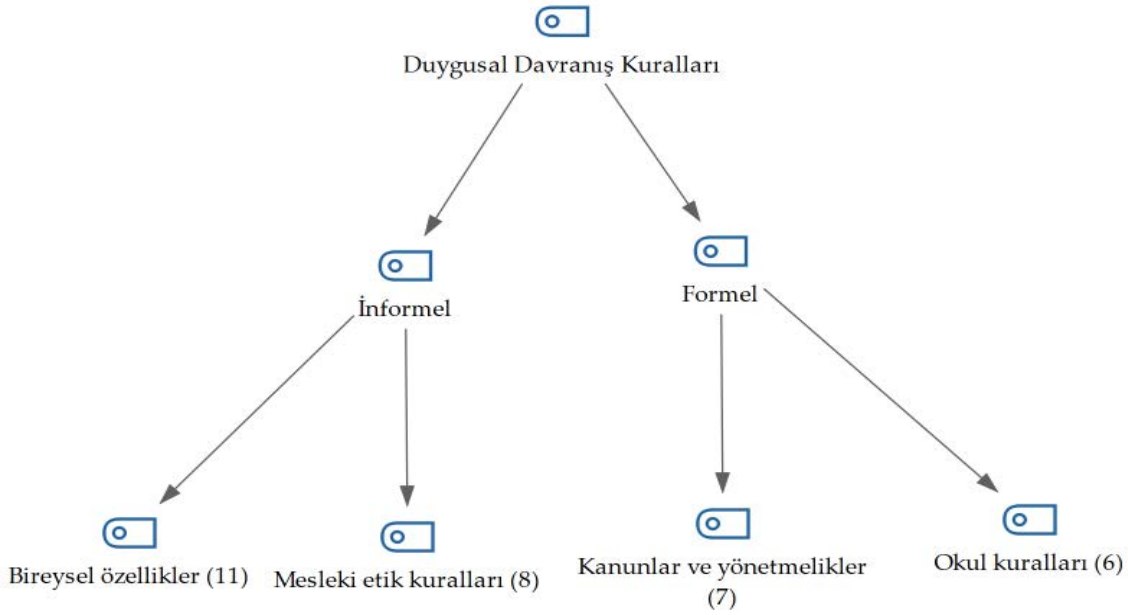 Duygusal Davranış Kuralları
İnformel
Formel
Bireysel özellikler (11)
Mesleki etik kuralları (8)
Kanunlar ve yönetmelikler
(7)
Okul kuralları (6)